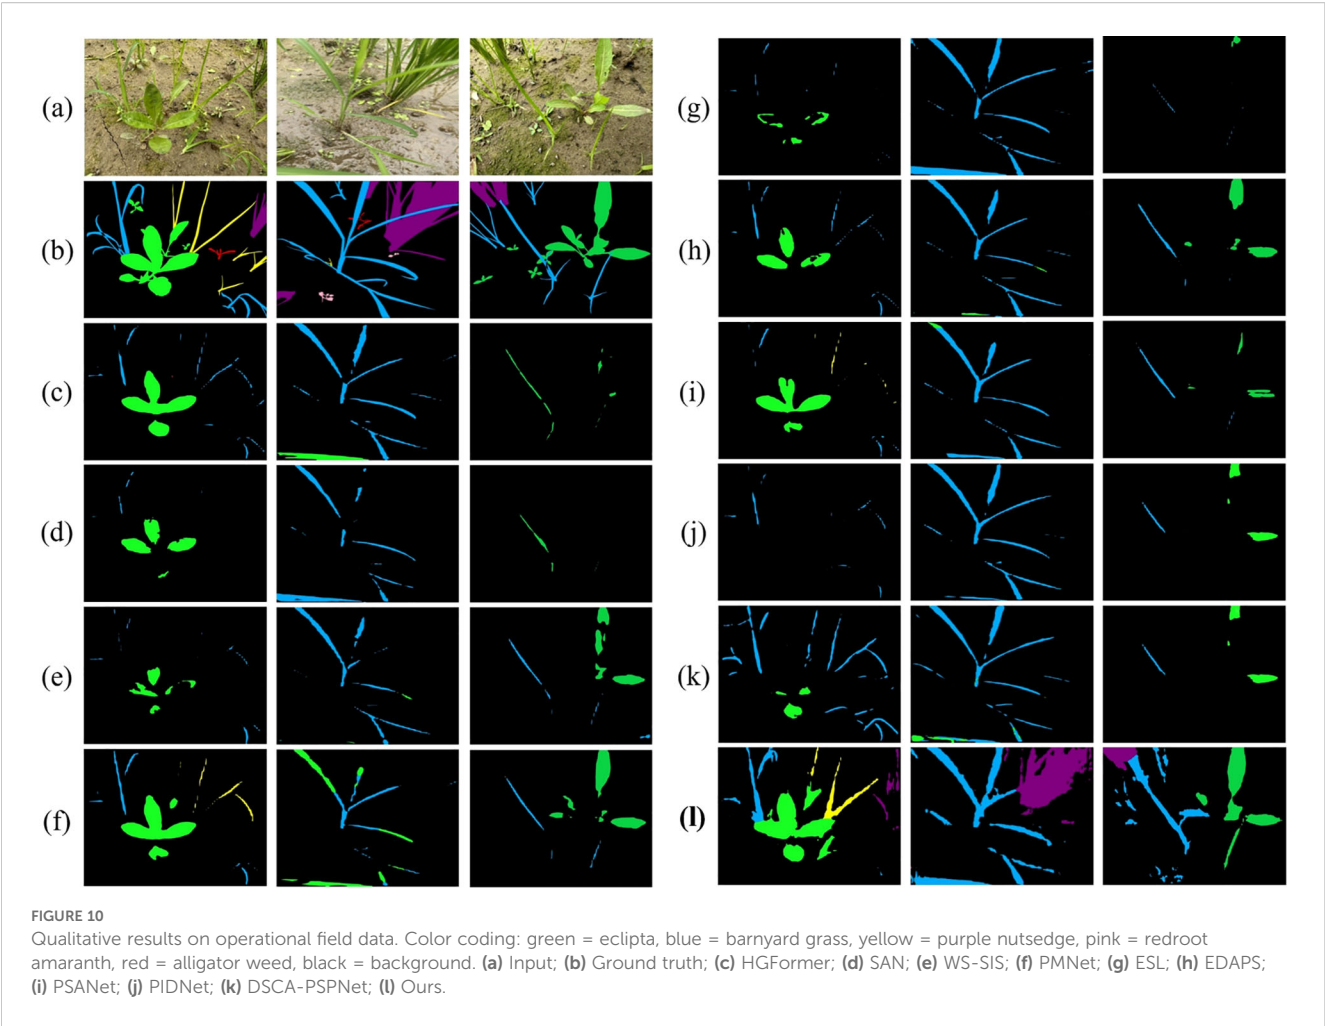 (a)
(b)
(c)
(d)
(e)
(f)
(g)
(h)
(i)
(j)
(k)
(l)
FIGURE 10
Qualitative results on operational field data. Color coding: green = eclipta, blue = barnyard grass, yellow = purple nutsedge, pink = redroot
amaranth, red = alligator weed, black = background. (a) Input; (b) Ground truth; (c) HGFormer; (d) SAN; (e) WS-SIS; (f) PMNet; (g) ESL; (h) EDAPS;
(i) PSANet; (j) PIDNet; (k) DSCA-PSPNet; (l) Ours.